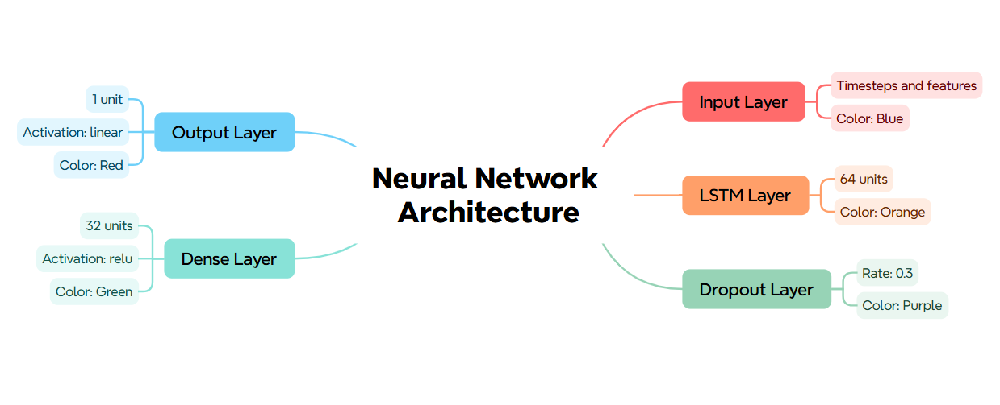 Neural Network
Architecture
Input Layer
Timesteps and features
Color: Blue
LSTM Layer
64 units
Color: Orange
Dropout Layer
Rate: 0.3
Color: Purple
Dense Layer
32 units
Activation: relu
Color: Green
Output Layer
1 unit
Activation: linear
Color: Red